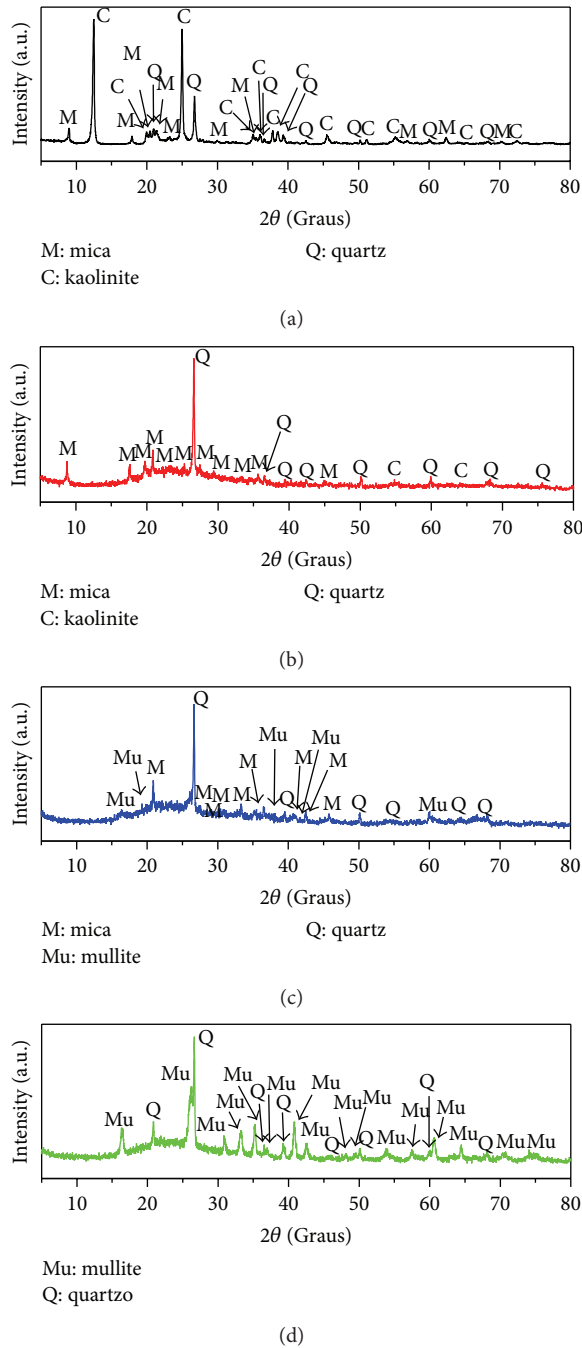 Intensity (a.u.)
M
C
C
M
Q
M
M
M
C
Q
M
M
C
C
Q
C
C
Q
Q
C
Q
C
C
M
Q
M
C
Q
M
C
10 20 30 40 50 60 70 80
2θ (Graus)
M: mica Q: quartz
C: kaolinite
(a)
Intensity (a.u.)
M
M
M
M
M
M
Q
M
M
M
M
Q
Q
Q
M
Q
C
Q
C
Q
Q
10 20 30 40 50 60 70 80
2θ (Graus)
M: mica Q: quartz
C: kaolinite
(b)
Intensity (a.u.)
Mu
Mu
M
Q
M
M
M
M
M
Mu
Q
M
Mu
Q
M
M
Q
Q
Mu
Q
Q
10 20 30 40 50 60 70 80
2θ (Graus)
M: mica Q: quartz
Mu: mullite
(c)
Intensity (a.u.)
Mu
Q
Mu
Q
Mu
Mu
Mu
Q
Mu
Q
Mu
Mu
Q
Mu
Mu
Q
Mu
Mu
Q
Mu
Mu
Q
Mu
Mu
10 20 30 40 50 60 70 80
2θ (Graus)
Mu: mullite
Q: quartzo
(d)